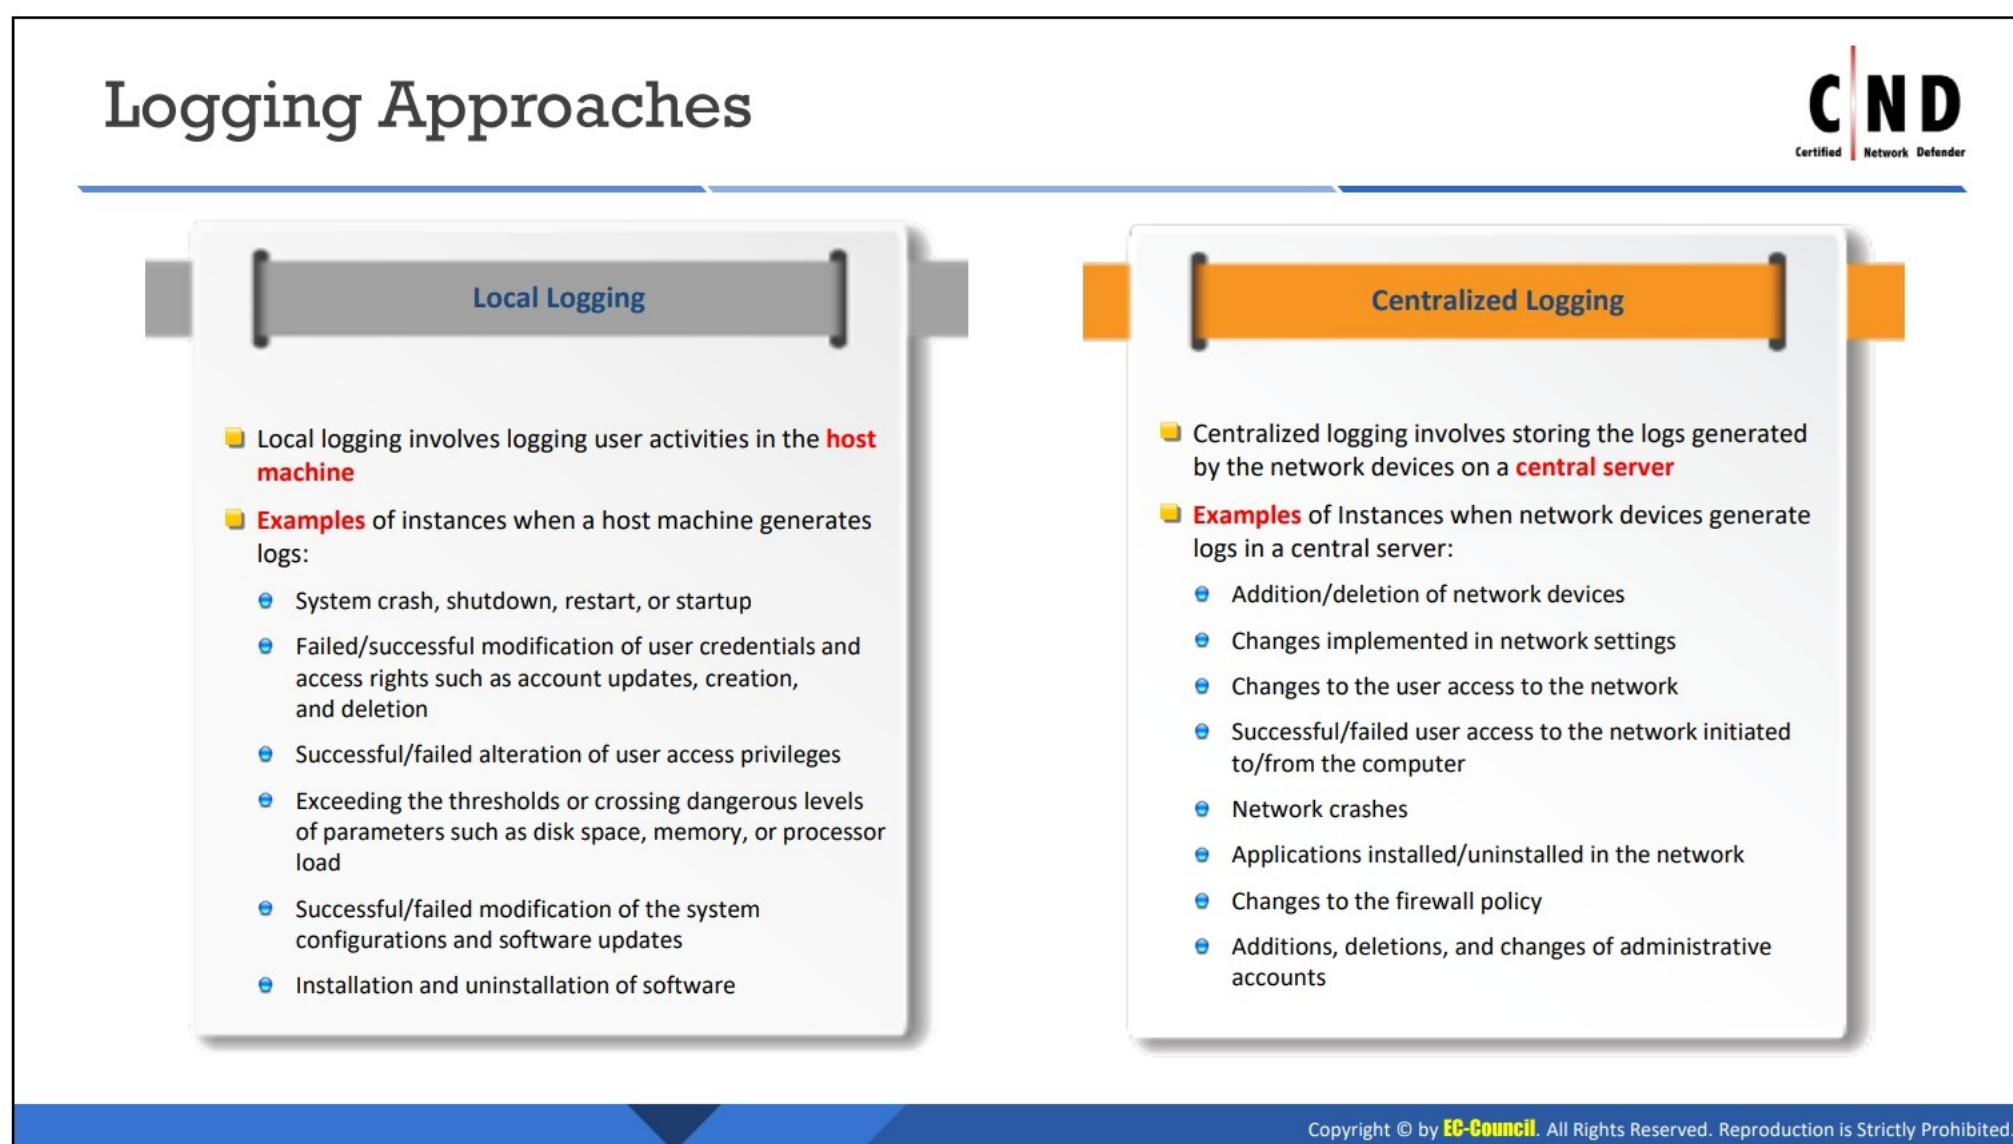 Logging Approaches
C ND
Certified Network Defender
Local Logging
Local logging involves logging user activities in the host
machine
Examples of instances when a host machine generates
logs:
System crash, shutdown, restart, or startup
Failed/successful modification of user credentials and
access rights such as account updates, creation,
and deletion
Successful/failed alteration of user access privileges
Exceeding the thresholds or crossing dangerous levels
of parameters such as disk space, memory, or processor
load
Successful/failed modification of the system
configurations and software updates
Installation and uninstallation of software
Centralized Logging
Centralized logging involves storing the logs generated
by the network devices on a central server
Examples of Instances when network devices generate
logs in a central server:
Addition/deletion of network devices
Changes implemented in network settings
Changes to the user access to the network
Successful/failed user access to the network initiated
to/from the computer
Network crashes
Applications installed/uninstalled in the network
Changes to the firewall policy
Additions, deletions, and changes of administrative
accounts
Copyright © by EC-Council. All Rights Reserved. Reproduction is Strictly Prohibited